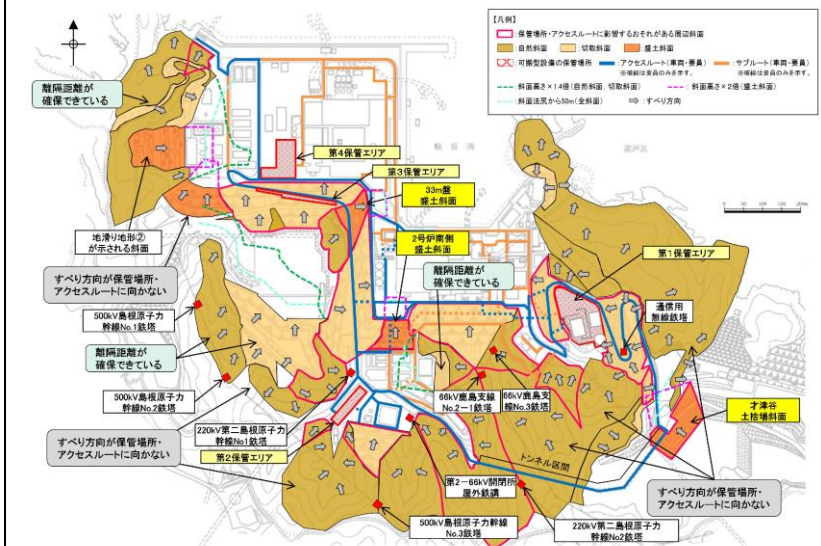 【凡例】
:保管場所・アクセスルートに影響するおそれがある周辺斜面
:自然斜面 :切取斜面 :盛土斜面
:可搬型設備の保管場所 :アクセスルート(車両・要員) :サブルート(車両・要員)
※破線は要員のみを示す。 ※破線は要員のみを示す。
:斜面高さ×1.4倍(自然斜面、切取斜面) :斜面高さ×2倍(盛土斜面)
:斜面法尻から50m(全斜面) :すべり方向
離隔距離が
確保できている
輪谷湾
第4保管エリア
第3保管エリア
33m盤
盛土斜面
地滑り地形②
が示される斜面
2号炉南側
盛土斜面
第1保管エリア
すべり方向が保管場所・
アクセスルートに向かない
離隔距離が
確保できている
通信用
無線鉄塔
500kV島根原子力
幹線No.1鉄塔
離隔距離が
確保できている
500kV島根原子力
幹線No.2鉄塔
66kV鹿島支線
No.2-1鉄塔
66kV鹿島支
線No.3鉄塔
才津谷
土捨場斜面
220kV第二島根原子力
幹線No1鉄塔
すべり方向が保管場所・
アクセスルートに向かない
第2保管エリア
トンネル区間
第2-66kV開閉所
屋外鉄構
すべり方向が保管場所・
アクセスルートに向かない
500kV島根原子力幹線
No.3鉄塔
220kV第二島根原子力
幹線No2鉄塔